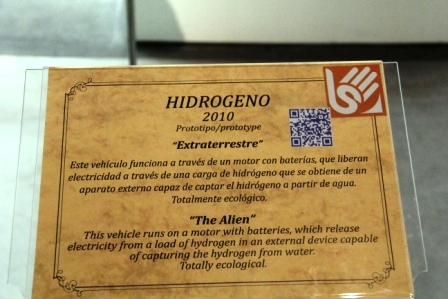 HIDROGENO
2010
Prototipo/prototype
"Extraterrestre"
Este vehículo funciona a través de un motor con baterías, que liberan
electricidad a través de una carga de hidrógeno que se obtiene de un
aparato externo capaz de captar el hidrógeno a partir de agua.
Totalmente ecológico.
"The Alien"
This vehicle runs on a motor with batteries, which release
electricity from a load of hydrogen in an external device capable
of capturing the hydrogen from water.
Totally ecological.